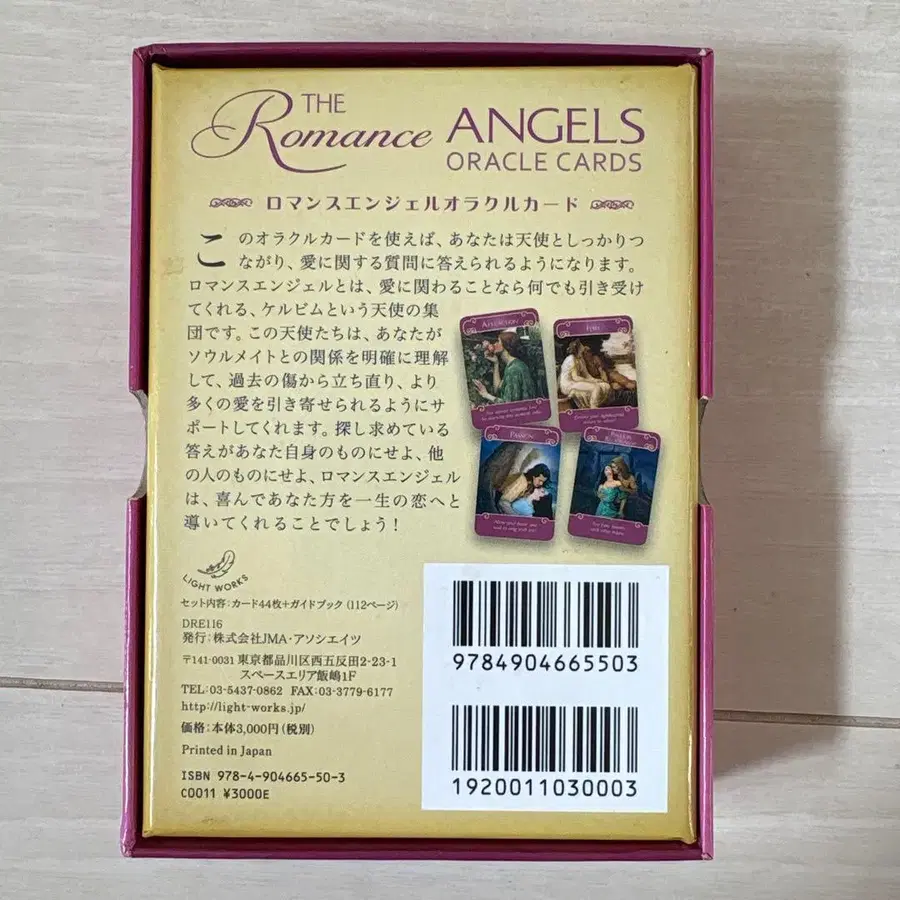 THE
Romance ANGELS
ORACLE CARDS
ロマンスエンジェルオラクルカード
このオラクルカードを使えば、あなたは天使としっかりつ
ながり、愛に関する質問に答えられるようになります。
ロマンスエンジェルとは、愛に関わることなら何でも引き受け
てくれる、ケルビムという天使の集
団です。この天使たちは、あなたが
ソウルメイトとの関係を明確に理解
して、過去の傷から立ち直り、より
多くの愛を引き寄せられるようにサ
ポートしてくれます。探し求めている
答えがあなた自身のものにせよ、他
の人のものにせよ、ロマンスエンジェル
は、喜んであなた方を一生の恋へと
導いてくれることでしょう!
PASSION
LIGHT WORKS
セット内容:カード44枚+ガイドブック(112ページ)
DRE116
発行:株式会社JMA・アソシエイツ
〒141-0031 東京都品川区西五反田2-23-1
スペースエリア飯嶋1F
TEL:03-5437-0862 FAX:03-3779-6177
http://light-works.jp/
価格:本体3,000円(税別)
Printed in Japan
ISBN 978-4-904665-50-3
C0011 ¥3000E
9784904665503
1920011030003